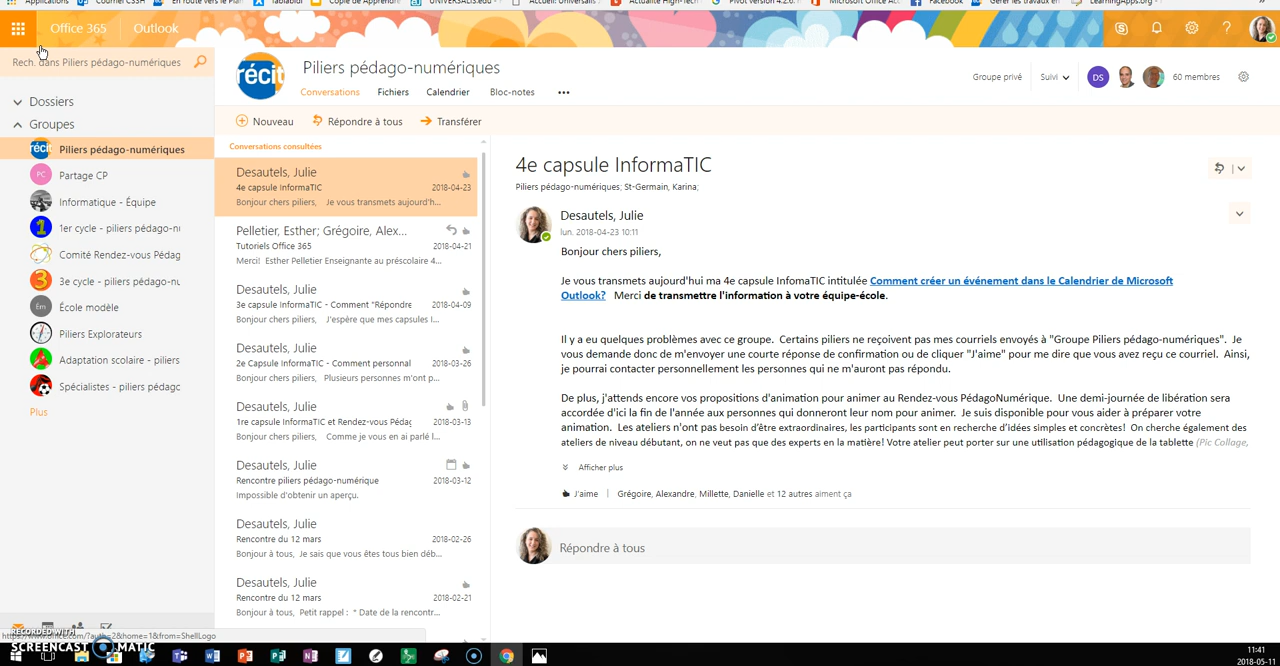 Applications
Office 365
Outlook
Rech. dans Piliers pédago-numériques
Dossiers
Groupes
récit Piliers pédago-numériques
PC Partage CP
Informatique - Équipe
1er cycle - piliers pédago-nu
Comité Rendez-vous Pédag
3e cycle - piliers pédago-nu
Em École modèle
Piliers Explorateurs
Adaptation scolaire - piliers
Spécialistes - piliers pédagc
Plus
récit
Piliers pédago-numériques
Conversations Fichiers Calendrier Bloc-notes
Groupe privé Suivi DS 60 membres
Nouveau Répondre à tous Transférer
Conversations consultées
Desautels, Julie
4e capsule InformaTIC 2018-04-23
Bonjour chers piliers, Je vous transmets aujourd'h...
Pelletier, Esther; Grégoire, Alex...
Tutoriels Office 365 2018-04-21
Merci! Esther Pelletier Enseignante au préscolaire 4...
Desautels, Julie
3e capsule InformaTIC - Comment "Répondre 2018-04-09
Bonjour chers piliers, J'espère que mes capsules I...
Desautels, Julie
2e Capsule InformaTIC - Comment personnal 2018-03-26
Bonjour chers piliers, Plusieurs personnes m'ont p...
Desautels, Julie
1re capsule InformaTIC et Rendez-vous Pédag 2018-03-13
Bonjour chers piliers, Comme je vous en ai parlé l...
Desautels, Julie
Rencontre piliers pédago-numérique 2018-03-12
Impossible d'obtenir un aperçu.
Desautels, Julie
Rencontre du 12 mars 2018-02-26
Bonjour à tous, Je sais que vous êtes tous bien déb...
Desautels, Julie
Rencontre du 12 mars 2018-02-21
Bonjour à tous, Petit rappel : * Date de la rencontr...
4e capsule InformaTIC
Piliers pédago-numériques; St-Germain, Karina;
Desautels, Julie
lun. 2018-04-23 10:11
Bonjour chers piliers,
Je vous transmets aujourd'hui ma 4e capsule InfomaTIC intitulée Comment créer un événement dans le Calendrier de Microsoft
Outlook? Merci de transmettre l'information à votre équipe-école.
Il y a eu quelques problèmes avec ce groupe. Certains piliers ne reçoivent pas mes courriels envoyés à "Groupe Piliers pédago-numériques". Je
vous demande donc de m'envoyer une courte réponse de confirmation ou de cliquer "J'aime" pour me dire que vous avez reçu ce courriel. Ainsi,
je pourrai contacter personnellement les personnes qui ne m'auront pas répondu.
De plus, j'attends encore vos propositions d'animation pour animer au Rendez-vous PédagoNumérique. Une demi-journée de libération sera
accordée d'ici la fin de l'année aux personnes qui donneront leur nom pour animer. Je suis disponible pour vous aider à préparer votre
animation. Les ateliers n'ont pas besoin d'être extraordinaires, les participants sont en recherche d'idées simples et concrètes! On cherche également des
ateliers de niveau débutant, on ne veut pas que des experts en la matière! Votre atelier peut porter sur une utilisation pédagogique de la tablette (Pic Collage,
Afficher plus
J'aime | Grégoire, Alexandre, Millette, Danielle et 12 autres aiment ça
Répondre à tous
RECORDED WITH
SCREENCAST MATIC
11:41
2018-05-11